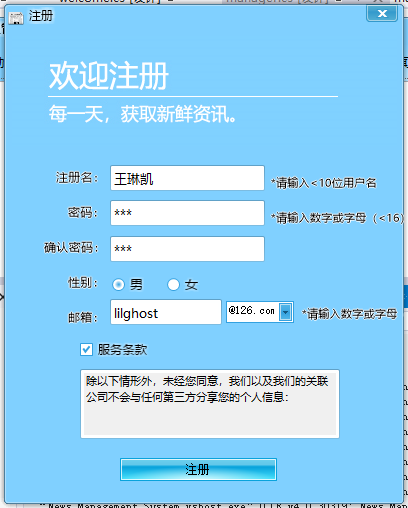 注册
欢迎注册
每一天，获取新鲜资讯。
注册名： 王琳凯 *请输入<10位用户名
密码： *** *请输入数字或字母（<16）
确认密码： ***
性别： 男 女
邮箱： lilghost @126.com *请输入数字或字母
服务条款
除以下情形外，未经您同意，我们以及我们的关联
公司不会与任何第三方分享您的个人信息：
注册